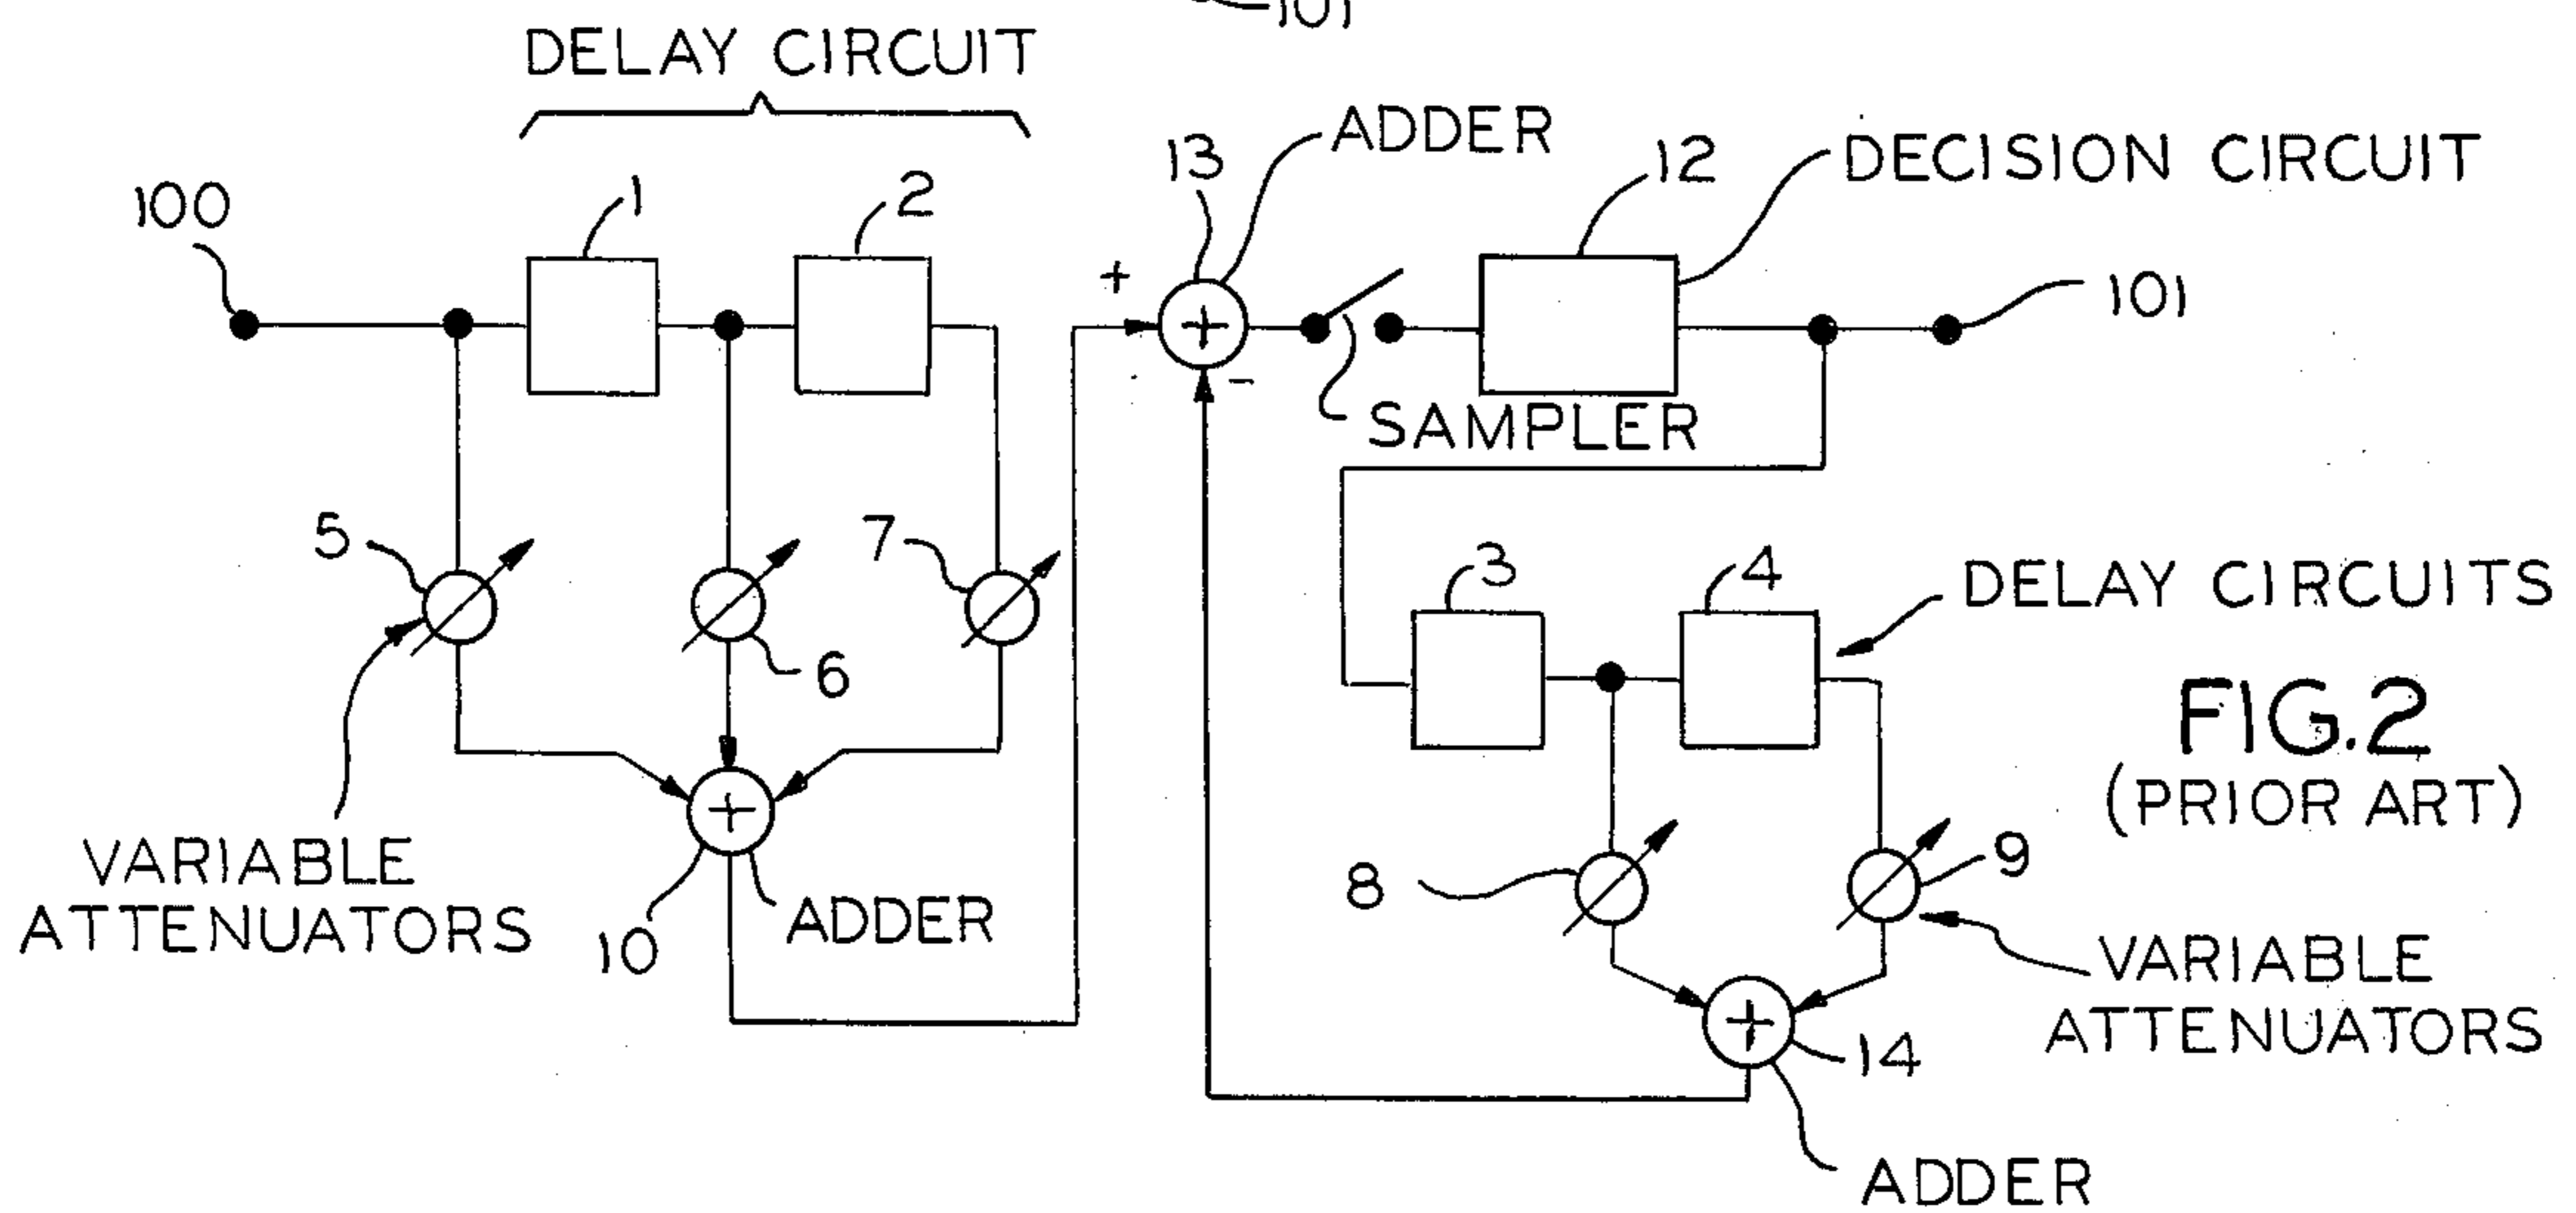 101
DELAY CIRCUIT
ADDER
13
12
DECISION CIRCUIT
100
1
2
+
+
101
-
SAMPLER
5
6
7
3
4
DELAY CIRCUITS
FIG.2
(PRIOR ART)
VARIABLE
ATTENUATORS
+
10
ADDER
8
9
VARIABLE
ATTENUATORS
+
14
ADDER